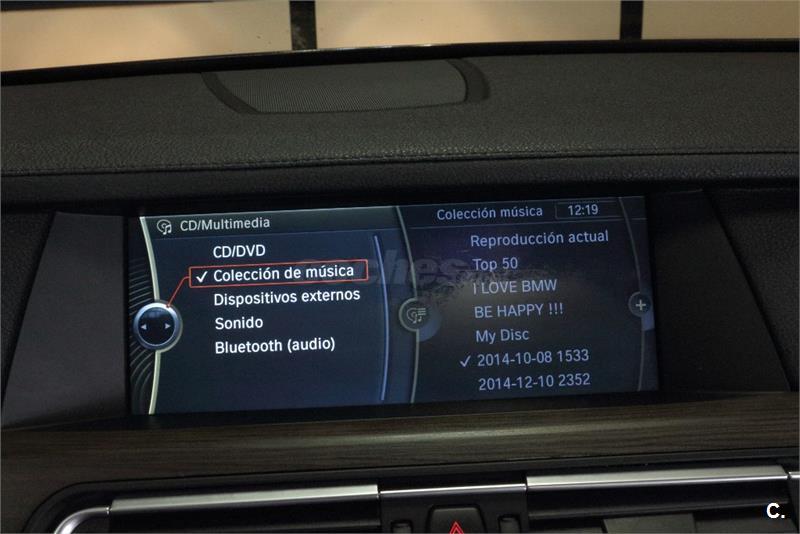 CD/Multimedia
CD/DVD
✓ Colección de música
Dispositivos externos
Sonido
Bluetooth (audio)
Colección música 12:19
Reproducción actual
Top 50
I LOVE BMW
BE HAPPY !!!
My Disc
✓ 2014-10-08 1533
2014-12-10 2352
coches
C.